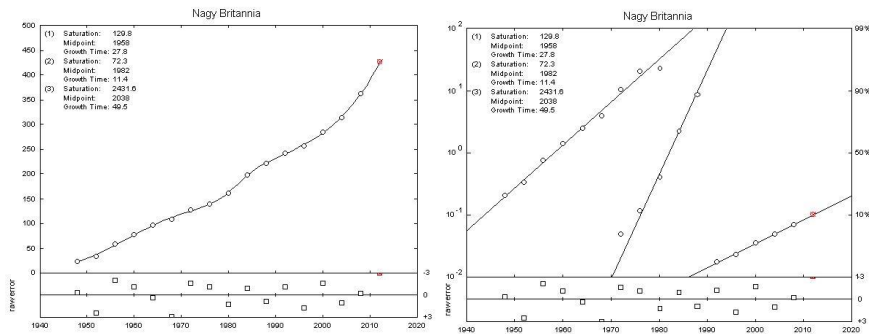 Nagy Britannia
(1) Saturation: 129.8
Midpoint: 1958
Growth Time: 27.8
(2) Saturation: 72.3
Midpoint: 1982
Growth Time: 11.4
(3) Saturation: 2431.6
Midpoint: 2038
Growth Time: 49.5
500
450
400
350
300
250
200
150
100
50
0
-3
0
+3
raw error
1940 1950 1960 1970 1980 1990 2000 2010 2020
Nagy Britannia
(1) Saturation: 129.8
Midpoint: 1958
Growth Time: 27.8
(2) Saturation: 72.3
Midpoint: 1982
Growth Time: 11.4
(3) Saturation: 2431.6
Midpoint: 2038
Growth Time: 49.5
10^2 99%
10^1 90%
10^0 50%
10^-1 10%
10^-2
0
+3
raw error
1940 1950 1960 1970 1980 1990 2000 2010 2020